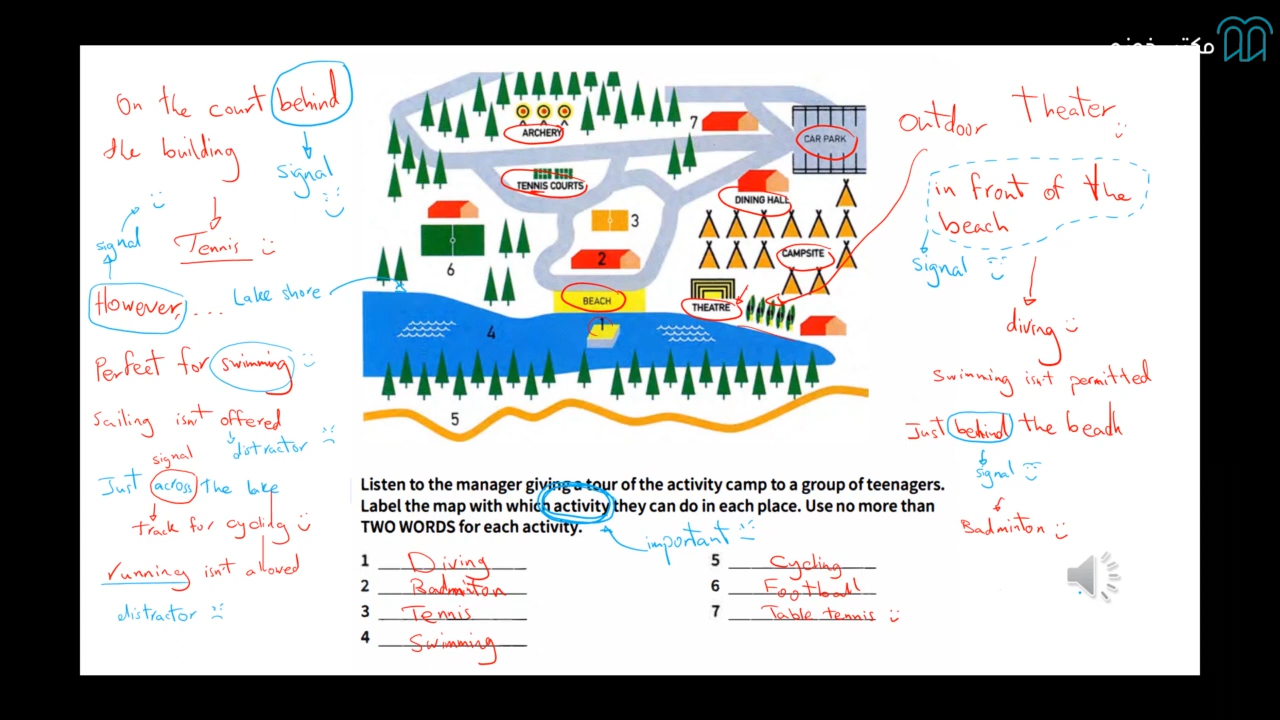 On the court behind
the building
signal
signal
Tennis
However, ...
Lake shore
Perfect for swimming
Sailing isn't offered
distractor
signal
Just across the lake
track for cycling
running isn't allowed
distractor
ARCHERY
7
CAR PARK
TENNIS COURTS
DINING HALL
3
6
2
CAMPSITE
BEACH
THEATRE
1
4
5
outdoor Theater
in front of the
beach
signal
diving
Swimming isn't permitted
Just behind the beach
signal
Badminton
Listen to the manager giving a tour of the activity camp to a group of teenagers.
Label the map with which activity they can do in each place. Use no more than
TWO WORDS for each activity.
important
1 Diving
2 Badminton
3 Tennis
4 Swimming
5 Cycling
6 Football
7 Table tennis